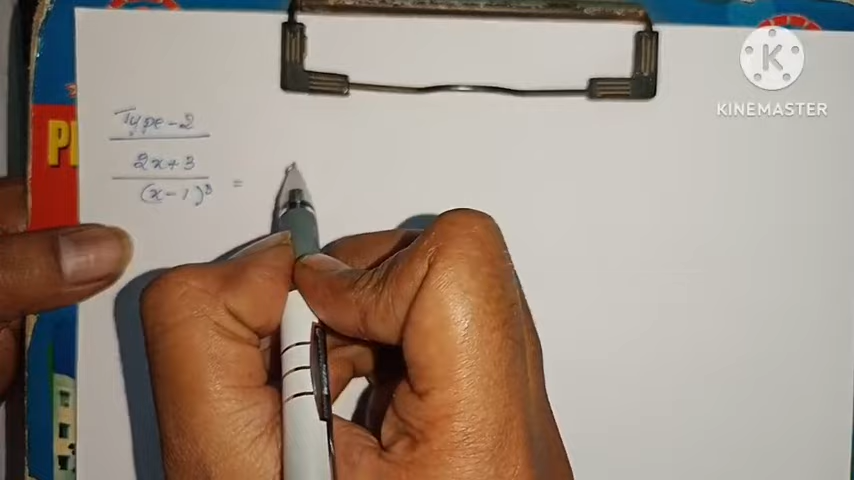 Type-2
2x+3
(x-1)³ =
K
KINEMASTER